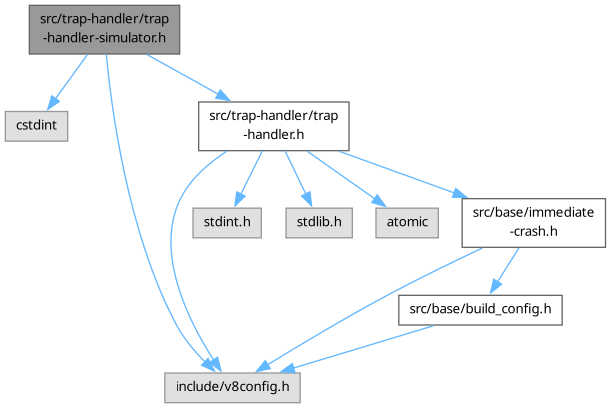 src/trap-handler/trap
-handler-simulator.h
cstdint
src/trap-handler/trap
-handler.h
stdint.h
stdlib.h
atomic
src/base/immediate
-crash.h
src/base/build_config.h
include/v8config.h